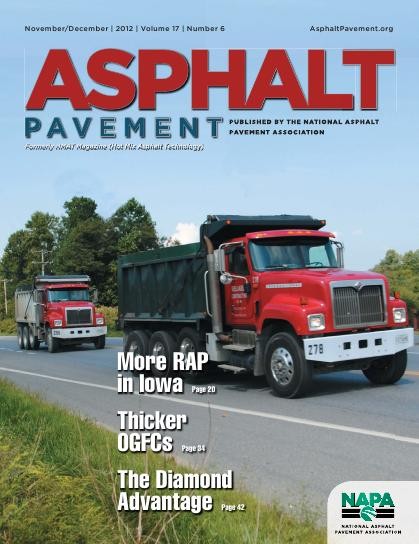 November/December | 2012 | Volume 17 | Number 6 AsphaltPavement.org
ASPHALT
PAVEMENT
PUBLISHED BY THE NATIONAL ASPHALT
PAVEMENT ASSOCIATION
Formerly HMAT Magazine (Hot Mix Asphalt Technology)
278
More RAP
in Iowa Page 20
Thicker
OGFCs Page 34
The Diamond
Advantage Page 42
NAPA
NATIONAL ASPHALT
PAVEMENT ASSOCIATION